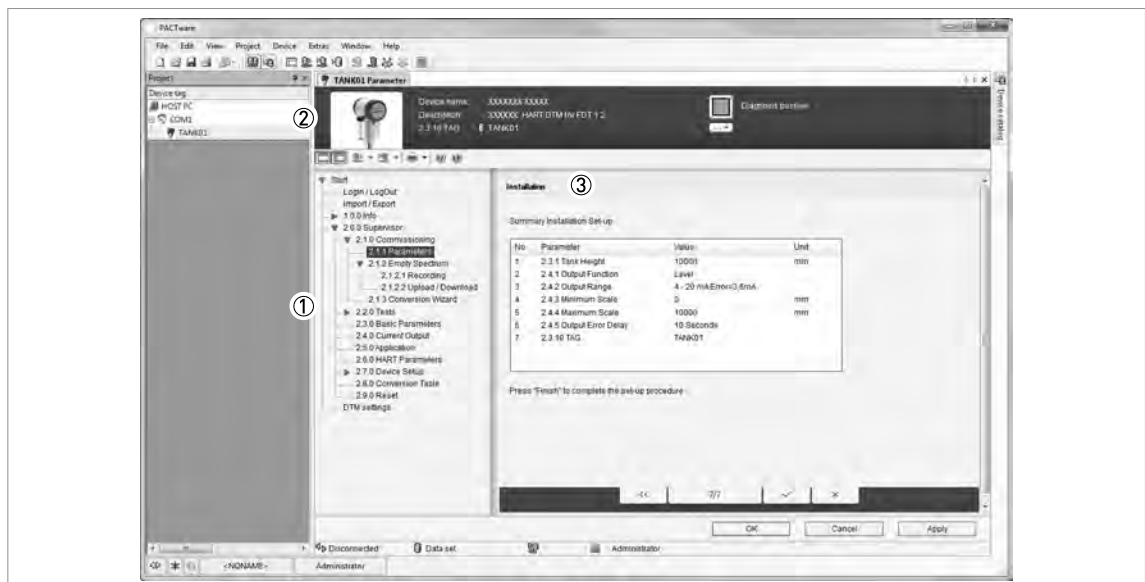 PACTware
File Edit View Project Device Extras Window Help
Project
TANK01 Parameter
Device tag
HOST PC
COM1
TANK01
②
Device name: XXXXXXX XXXXX
Description: XXXXXX HART DTM FDT 1.2
2.3.10 TAG TANK01
Device catalog
Start
Login / LogOut
Import / Export
1.0.0 Info
2.0.0 Supervisor
2.1.0 Commissioning
2.1.1 Parameters
2.1.2 Empty Spectrum
2.1.2.1 Recording
2.1.2.2 Upload / Download
2.1.3 Conversion Wizard
①
2.2.0 Tests
2.3.0 Basic Parameters
2.4.0 Current Output
2.5.0 Application
2.6.0 HART Parameters
2.7.0 Device Setup
2.8.0 Conversion Table
2.9.0 Reset
DTM settings
Installation ③
Summary Installation Set-up
No Parameter Value Unit
1 2.3.1 Tank Height 10001 mm
2 2.4.1 Output Function Level
3 2.4.2 Output Range 4 - 20 mA/Error=3,6mA
4 2.4.3 Minimum Scale 0 mm
5 2.4.4 Maximum Scale 10000 mm
6 2.4.5 Output Error Delay 10 Seconds
7 2.3.10 TAG TANK01
Press "Finish" to complete the set-up procedure
<< 7/7
OK Cancel Apply
Disconnected Data set Administrator
<NONAME> Administrator